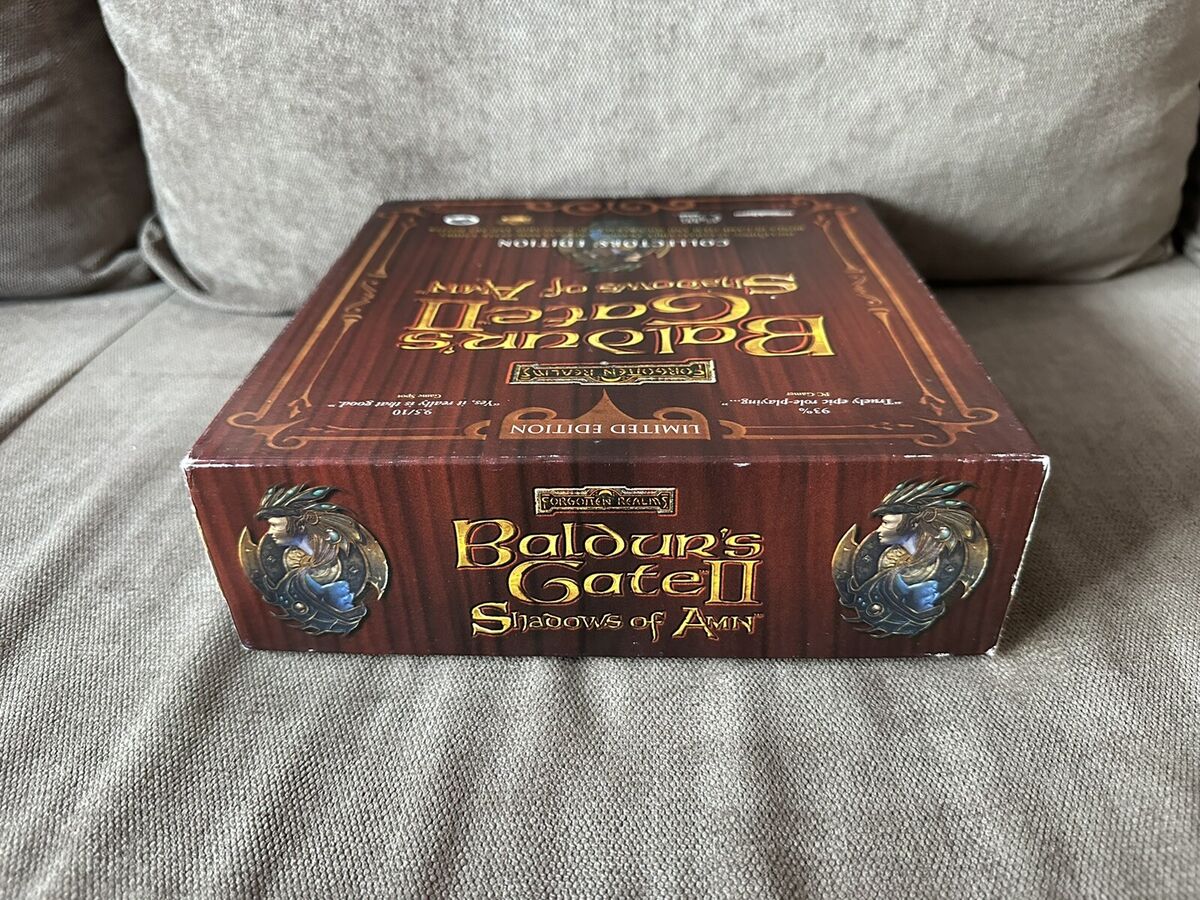 COLLECTORS EDITION
Shadows of Amn
Baldur's
Gate II
FORGOTTEN REALMS
"Truely epic role-playing..."
93%
PC Gamer
"Yes, it really is that good."
9.5/10
Game Spot
LIMITED EDITION
FORGOTTEN REALMS
Baldur's
Gate II
Shadows of Amn